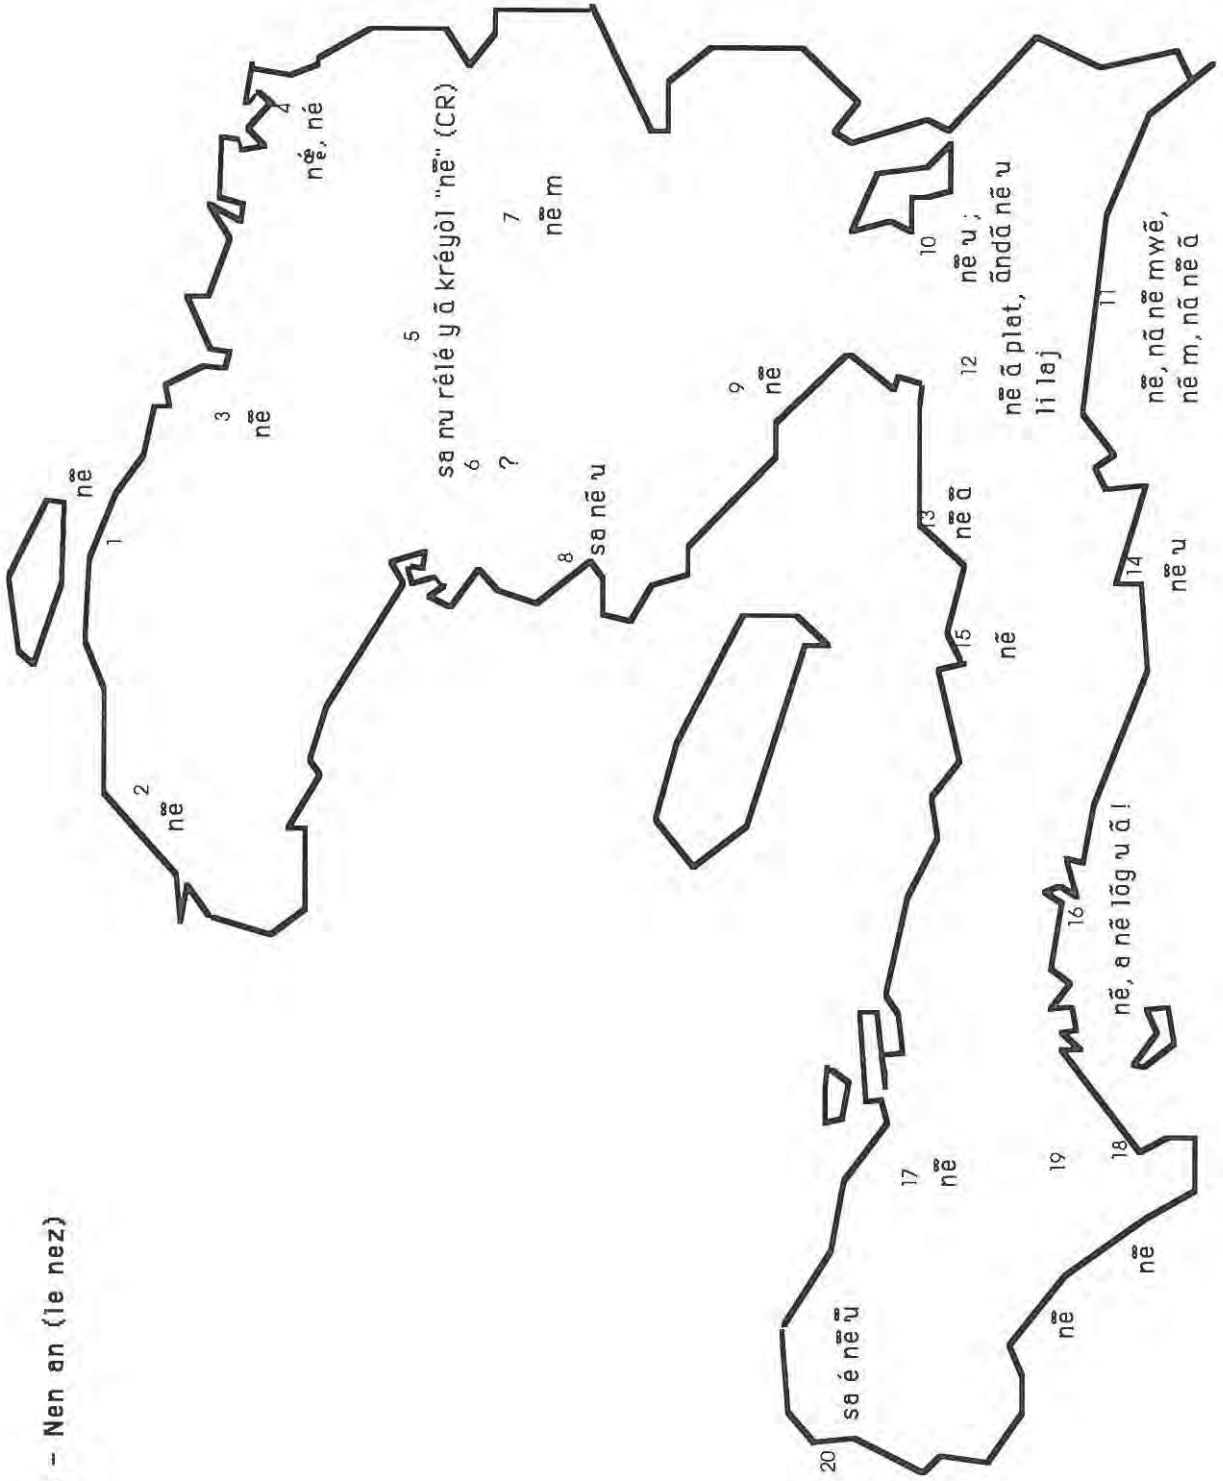 – Nen an (le nez)
1
nẽ
2
nẽ
3
nẽ
4
né
5
sa nu rélé y ã kréyòl "nẽ" (CR)
6
?
7
nẽ m
8
sa nẽ u
9
nẽ
10
nẽ u ;
12
nẽ ã plat, ãndã nẽ u
li laj
11
nẽ, nã nẽ mwẽ,
nẽ m, nã nẽ ã
13
nẽ ã
14
nẽ u
15
nẽ
16
nẽ, a nẽ lõg u ã !
17
nẽ
18
nẽ
19
nẽ
20
sa é nẽ u